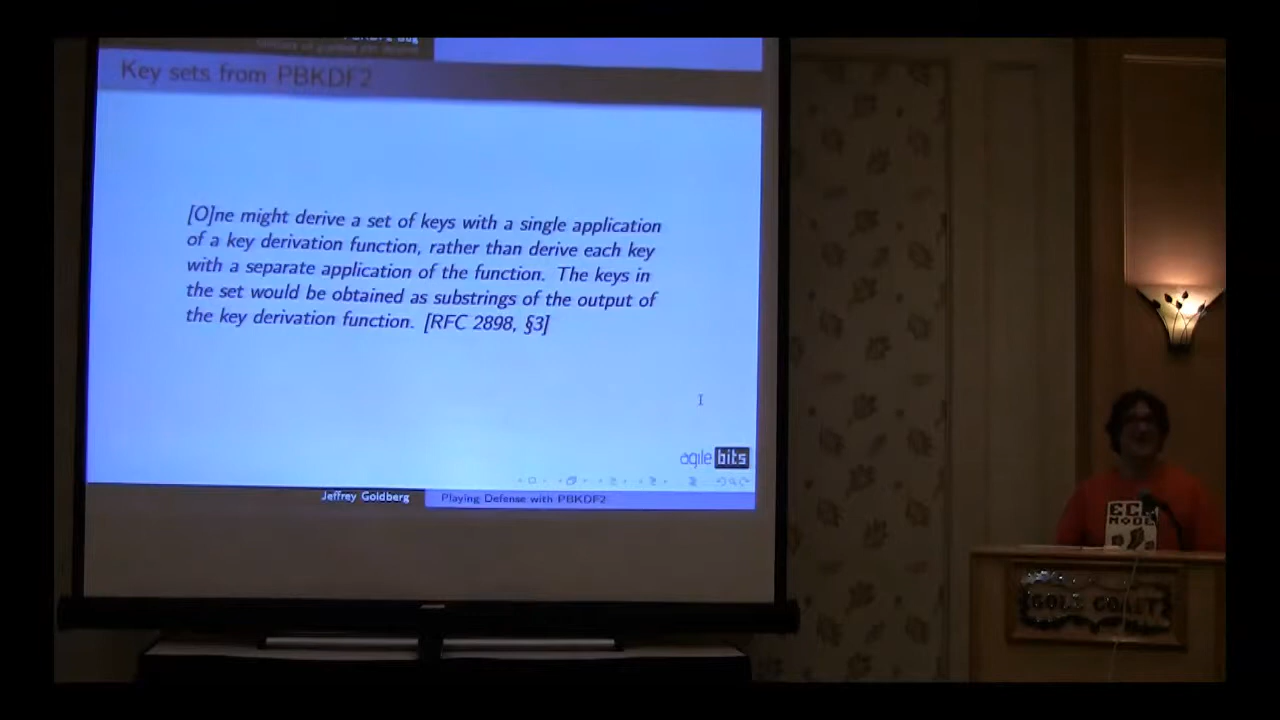 Key sets from PBKDF2
[O]ne might derive a set of keys with a single application
of a key derivation function, rather than derive each key
with a separate application of the function. The keys in
the set would be obtained as substrings of the output of
the key derivation function. [RFC 2898, §3]
agile bits
Jeffrey Goldberg Playing Defense with PBKDF2
MODE
GOLD COAST